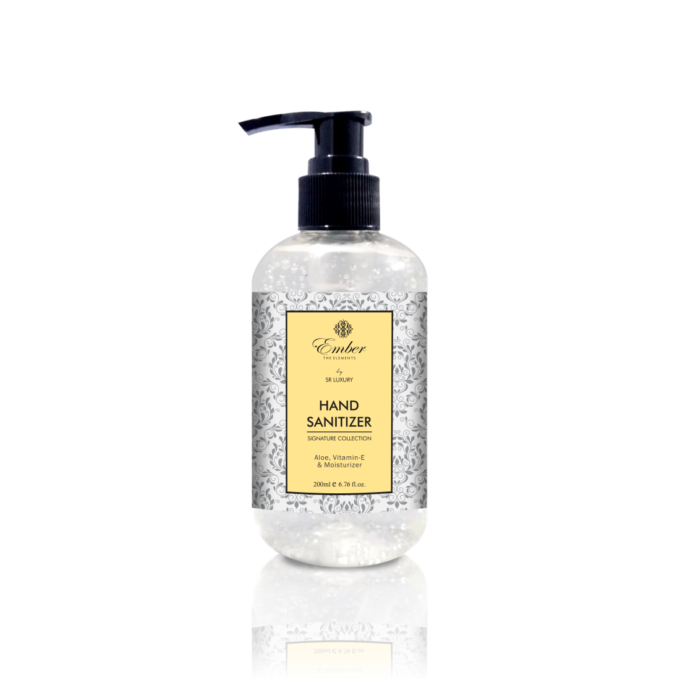 Ember
THE ELEMENTS
by
SR LUXURY
HAND
SANITIZER
SIGNATURE COLLECTION
Aloe, Vitamin-E
& Moisturizer
200ml ℮ 6.76 fl.oz.